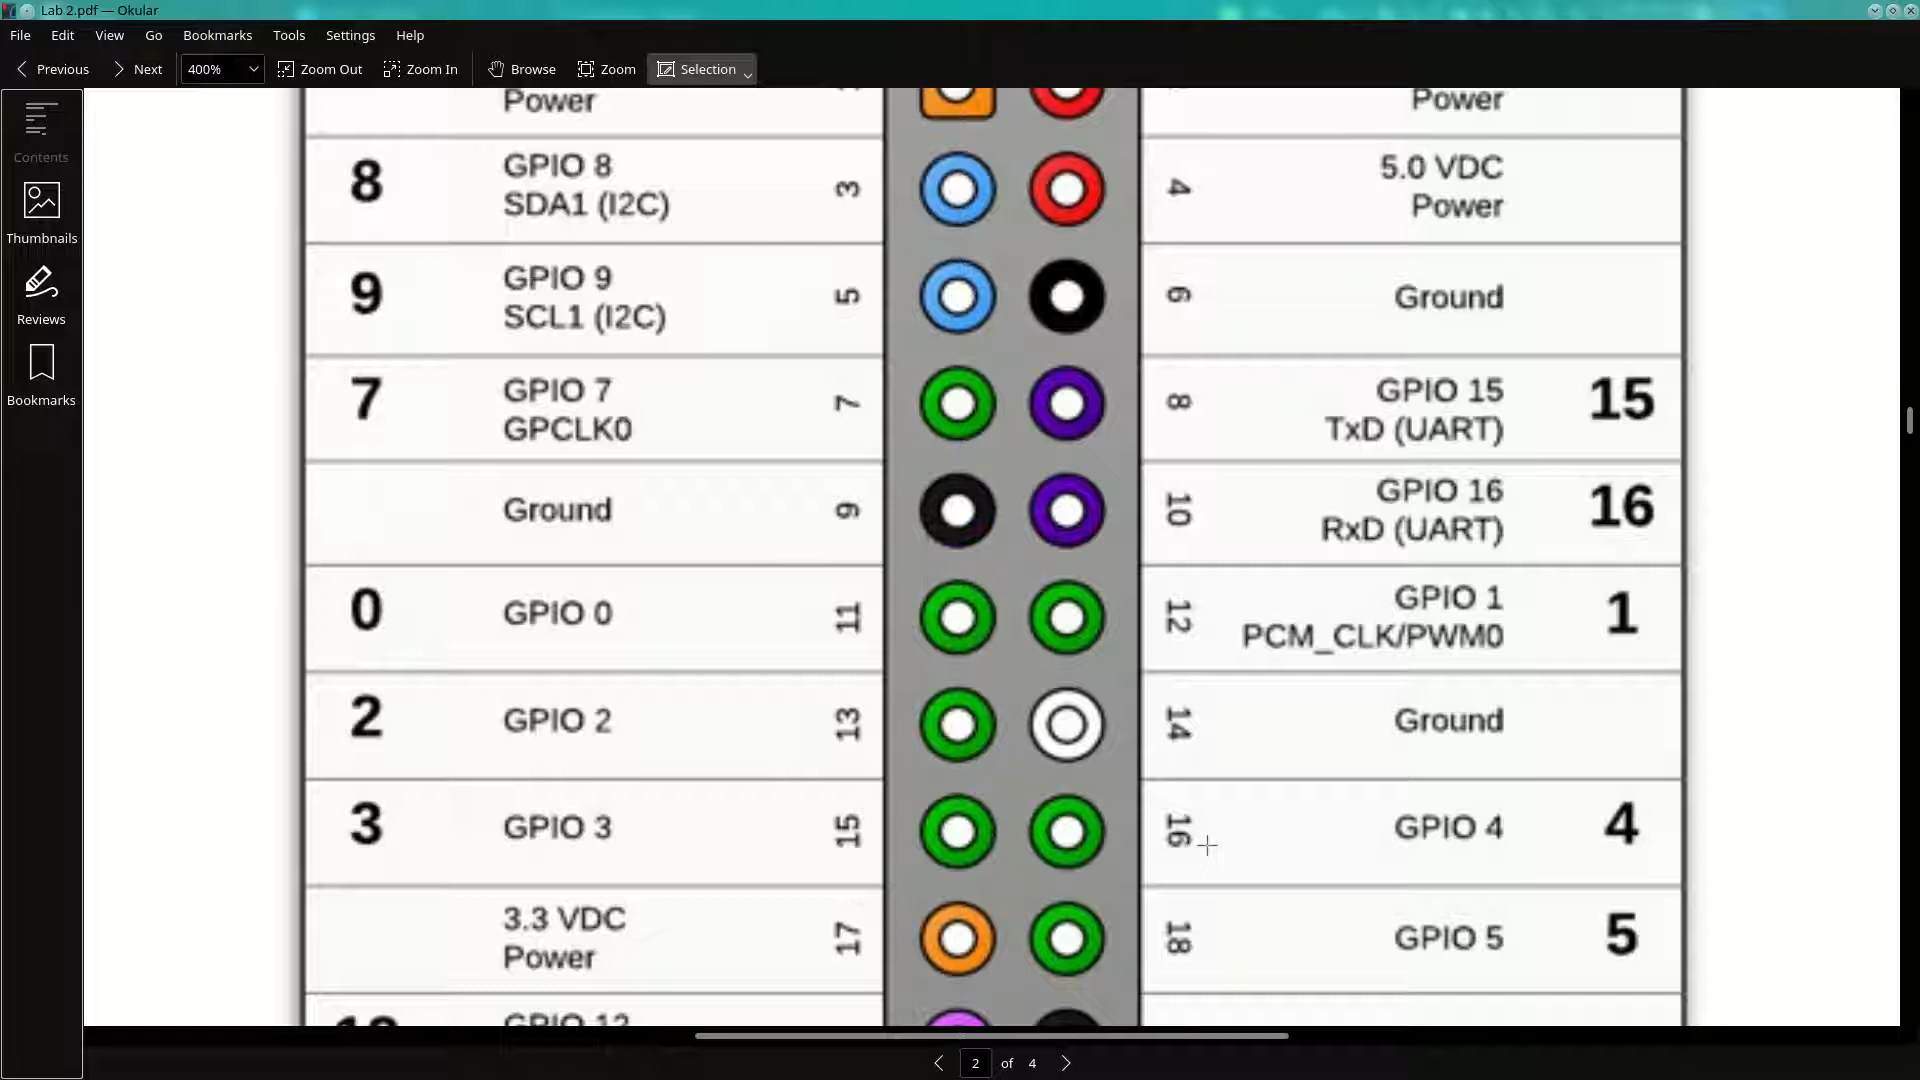 Lab 2.pdf — Okular
File Edit View Go Bookmarks Tools Settings Help
Previous Next 400% Zoom Out Zoom In Browse Zoom Selection
Contents
Thumbnails
Reviews
Bookmarks
Power Power
8 GPIO 8 3 4 5.0 VDC
SDA1 (I2C) Power
9 GPIO 9 5 6 Ground
SCL1 (I2C)
7 GPIO 7 7 8 GPIO 15 15
GPCLK0 TxD (UART)
Ground 9 10 GPIO 16 16
RxD (UART)
0 GPIO 0 11 12 GPIO 1 1
PCM_CLK/PWM0
2 GPIO 2 13 14 Ground
3 GPIO 3 15 16 GPIO 4 4
3.3 VDC 17 18 GPIO 5 5
Power
12 GPIO 12
2 of 4